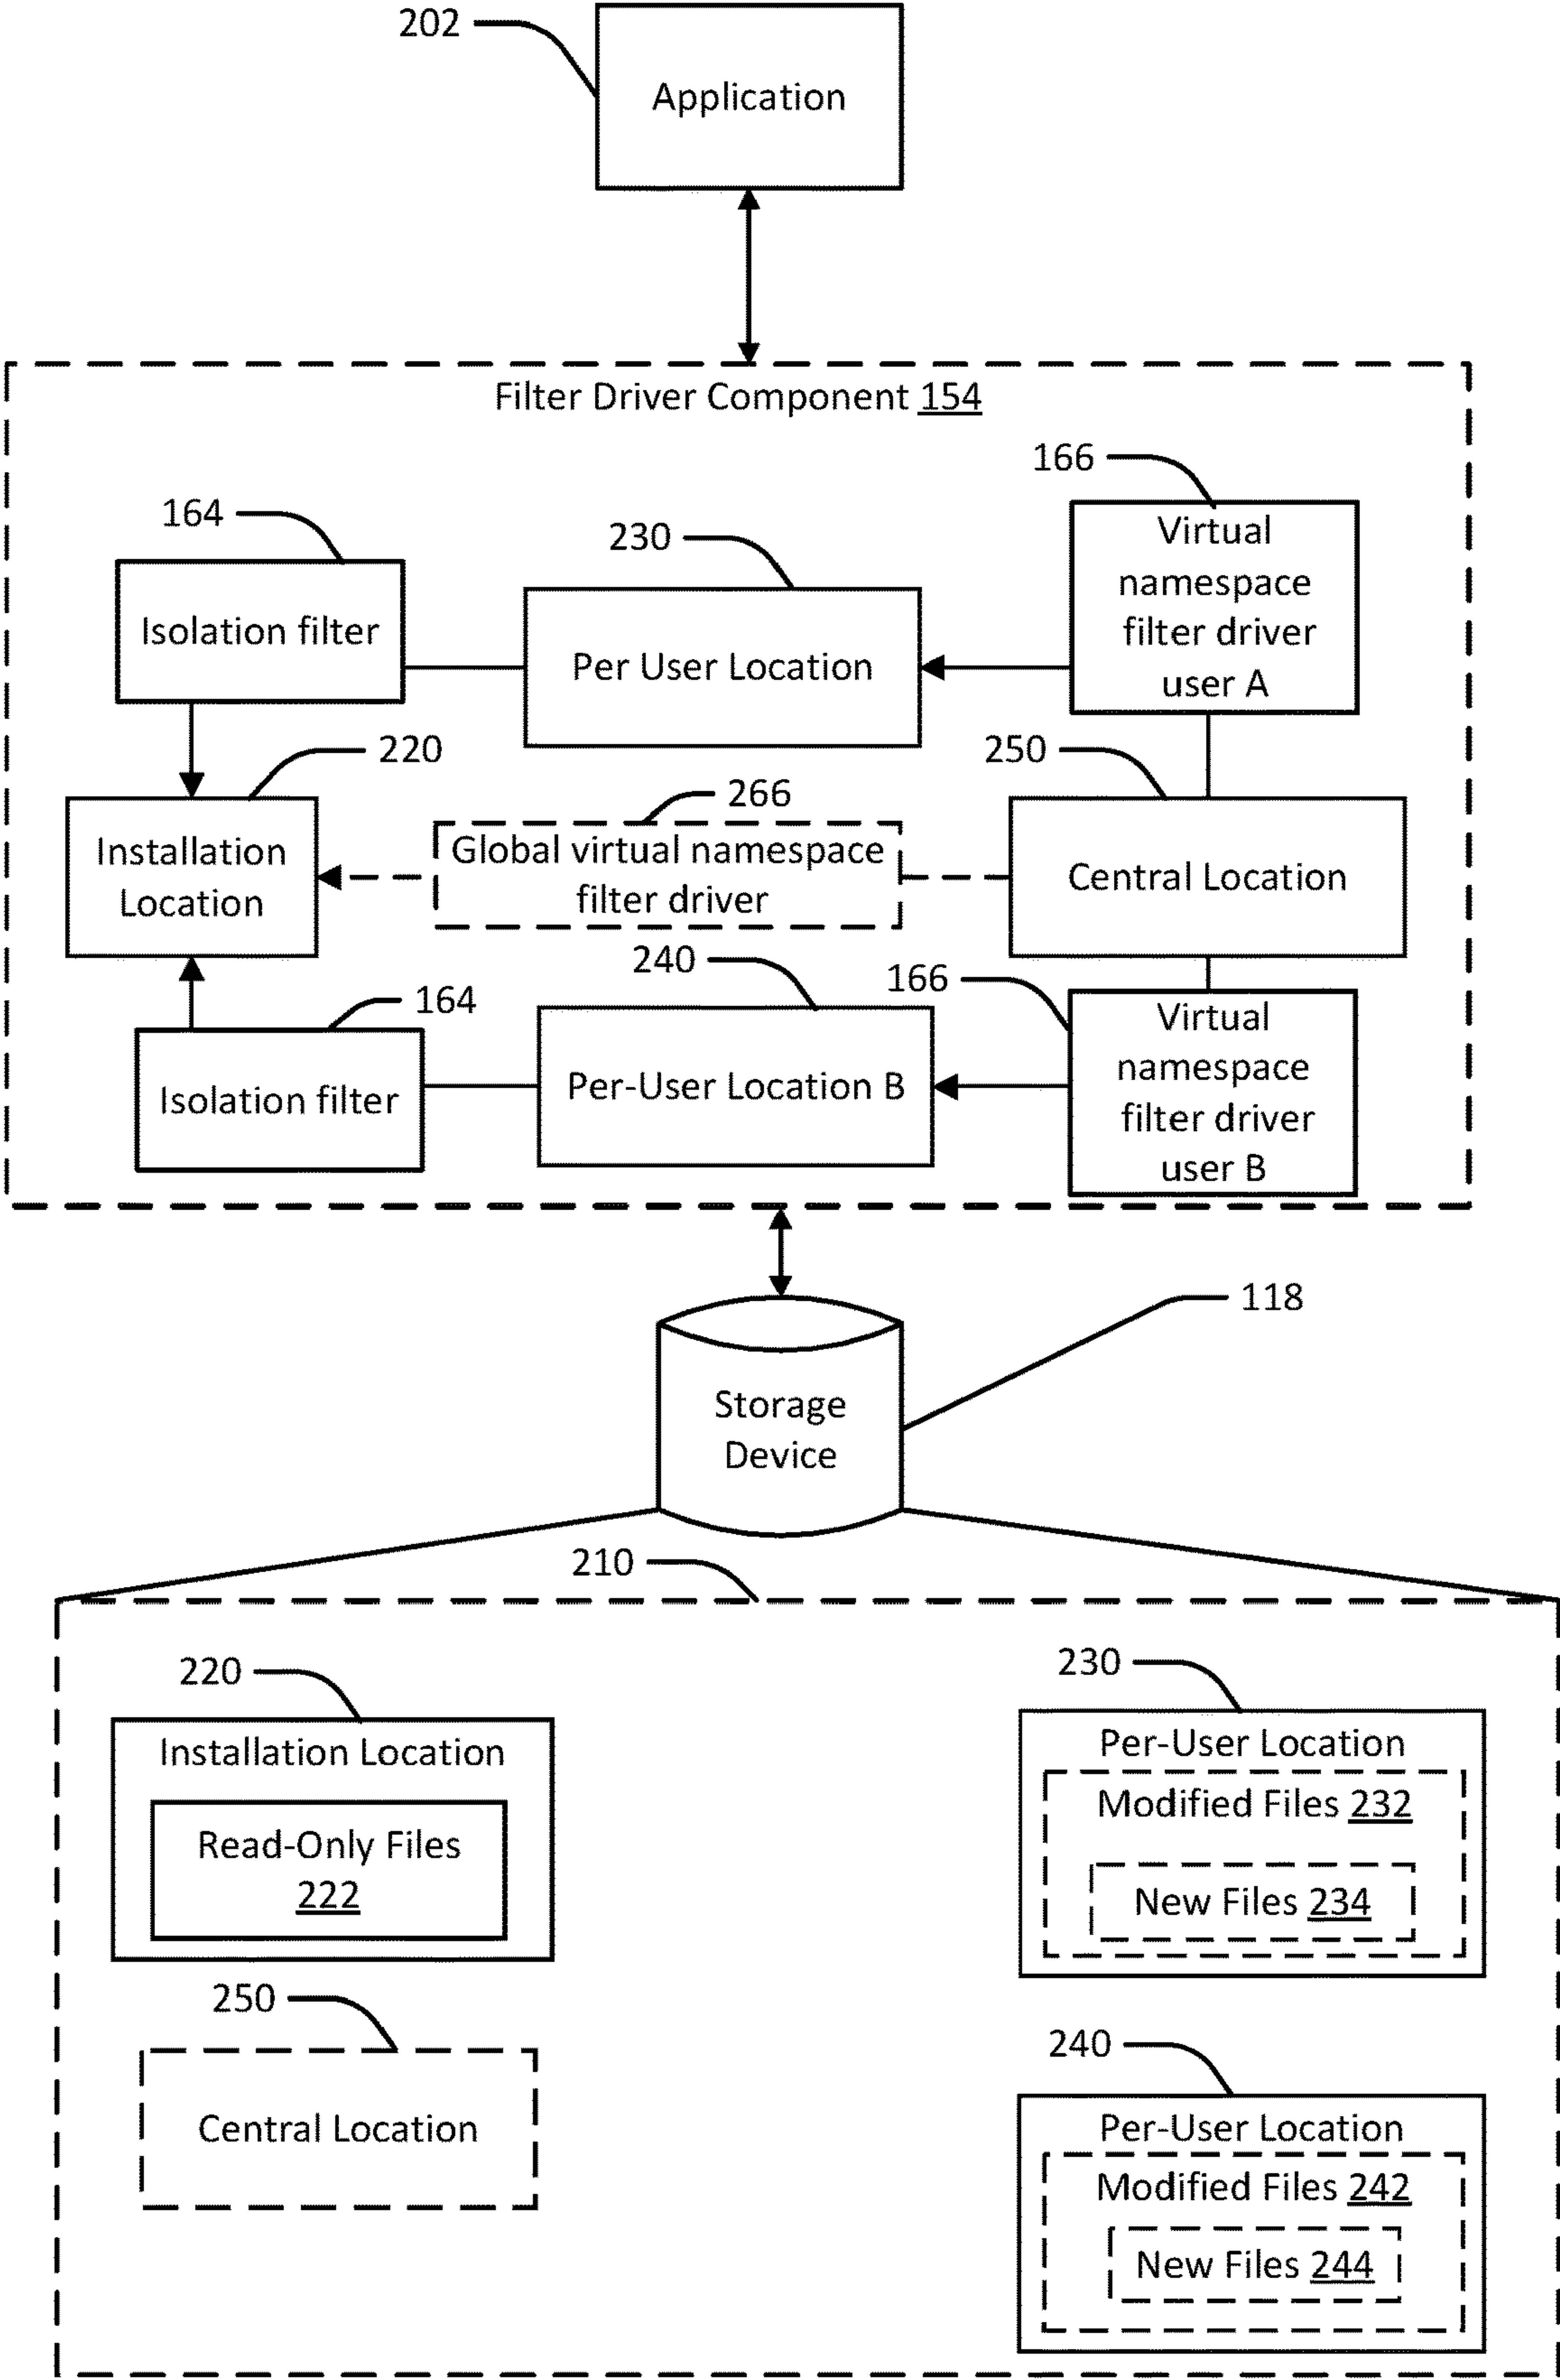 202
Application
Filter Driver Component 154
166
164
230
Virtual
namespace
filter driver
user A
Isolation filter
Per User Location
220
250
266
Installation
Location
Global virtual namespace
filter driver
Central Location
240
166
164
Isolation filter
Per-User Location B
Virtual
namespace
filter driver
user B
118
Storage
Device
210
220
Installation Location
Read-Only Files
222
230
Per-User Location
Modified Files 232
New Files 234
250
Central Location
240
Per-User Location
Modified Files 242
New Files 244